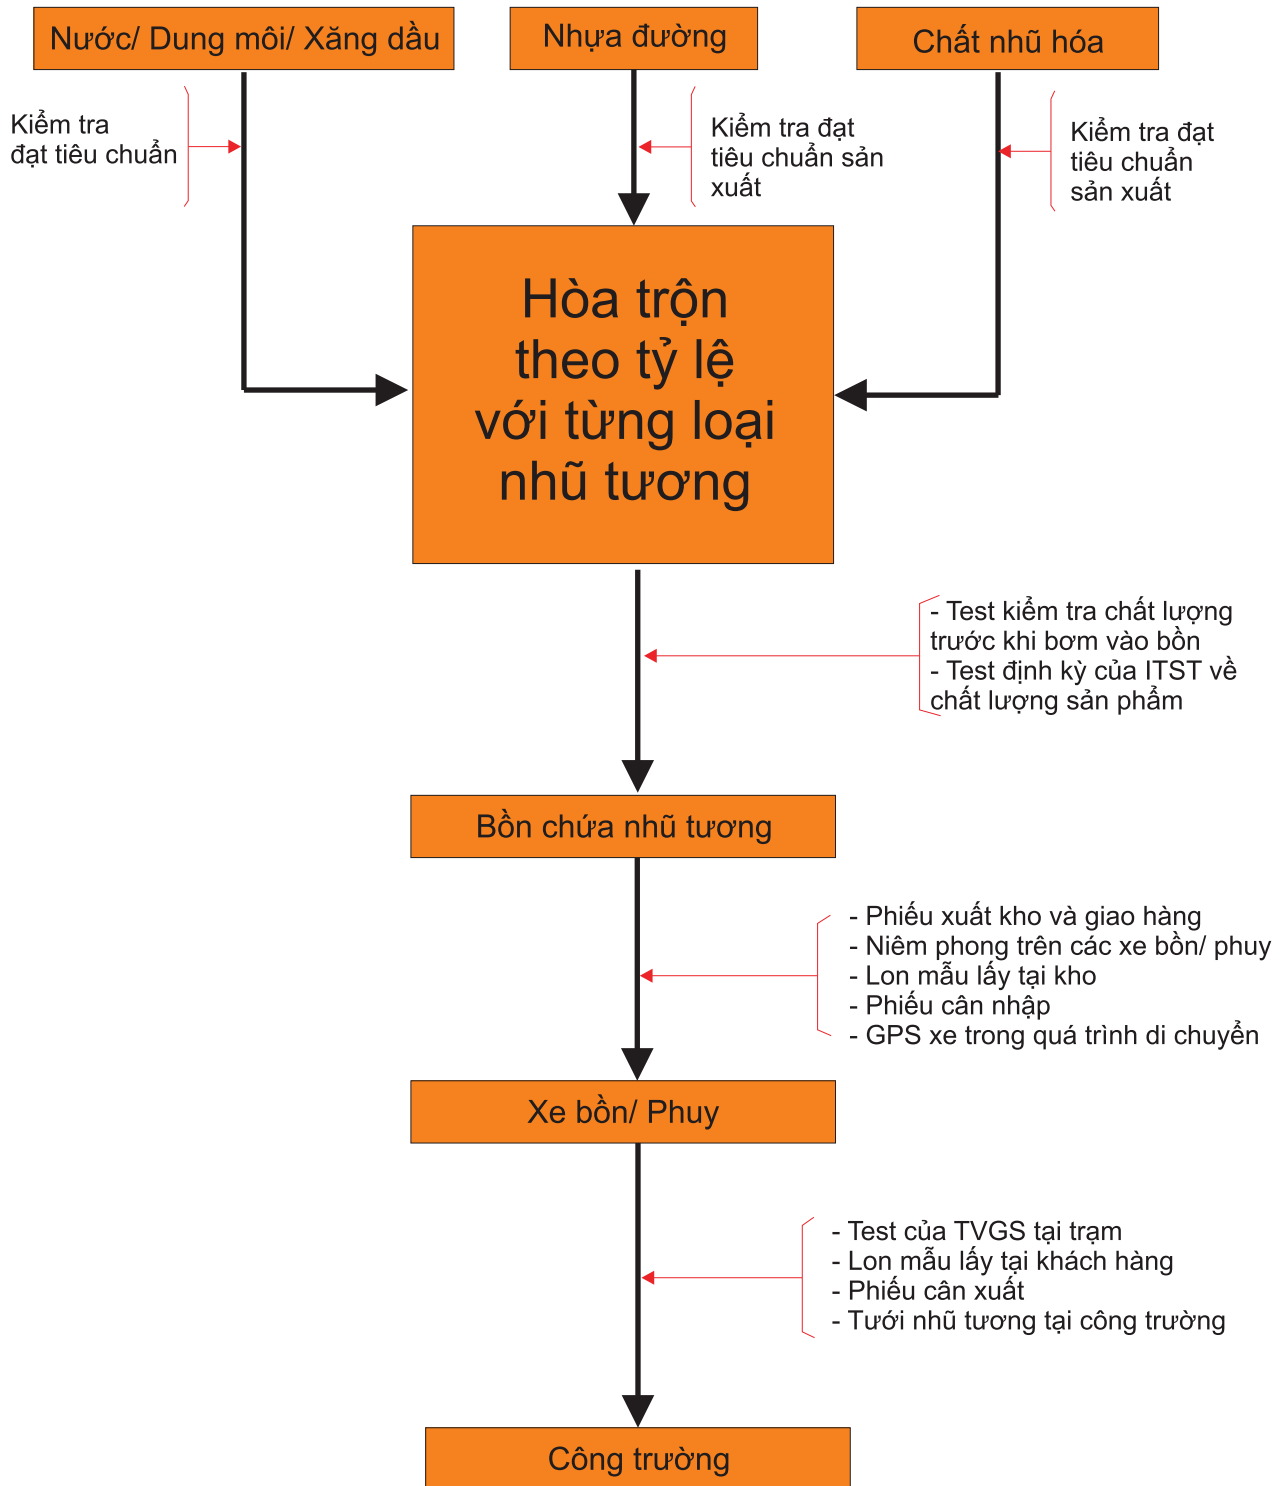 Nước/ Dung môi/ Xăng dầu
Nhựa đường
Chất nhũ hóa
Kiểm tra
đạt tiêu chuẩn
Kiểm tra đạt
tiêu chuẩn sản
xuất
Kiểm tra đạt
tiêu chuẩn
sản xuất
Hòa trộn
theo tỷ lệ
với từng loại
nhũ tương
- Test kiểm tra chất lượng
trước khi bơm vào bồn
- Test định kỳ của ITST về
chất lượng sản phẩm
Bồn chứa nhũ tương
- Phiếu xuất kho và giao hàng
- Niêm phong trên các xe bồn/ phuy
- Lon mẫu lấy tại kho
- Phiếu cân nhập
- GPS xe trong quá trình di chuyển
Xe bồn/ Phuy
- Test của TVGS tại trạm
- Lon mẫu lấy tại khách hàng
- Phiếu cân xuất
- Tưới nhũ tương tại công trường
Công trường